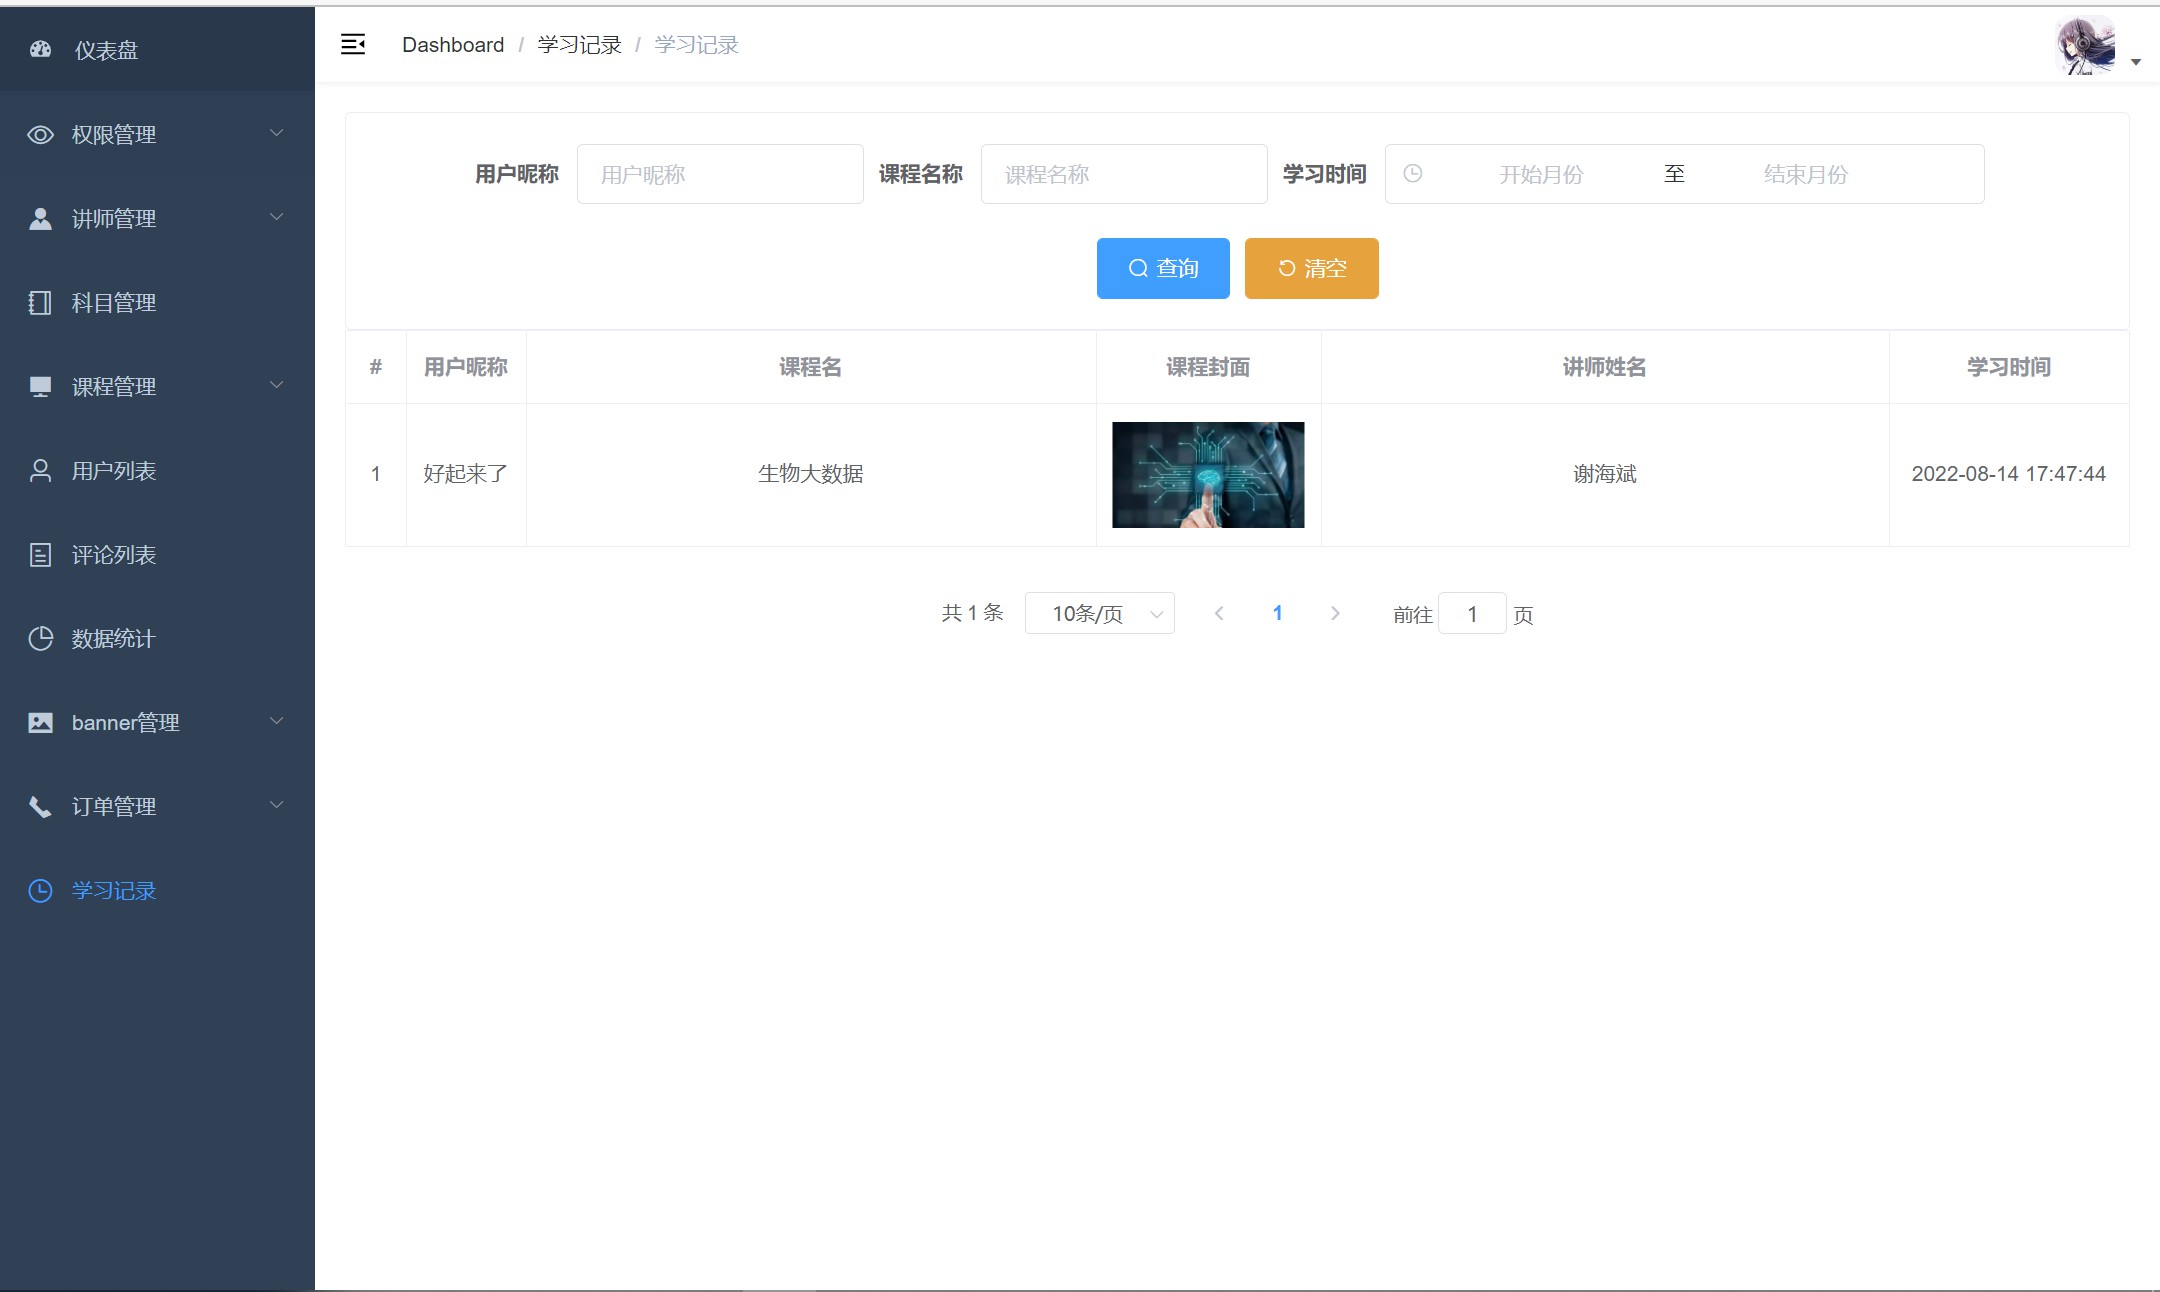 仪表盘
权限管理
讲师管理
科目管理
课程管理
用户列表
评论列表
数据统计
banner管理
订单管理
学习记录
Dashboard / 学习记录 / 学习记录
用户昵称 用户昵称 课程名称 课程名称 学习时间 开始月份 至 结束月份
查询 清空
# 用户昵称 课程名 课程封面 讲师姓名 学习时间
1 好起来了 生物大数据 谢海斌 2022-08-14 17:47:44
共 1 条 10条/页 1 前往 1 页